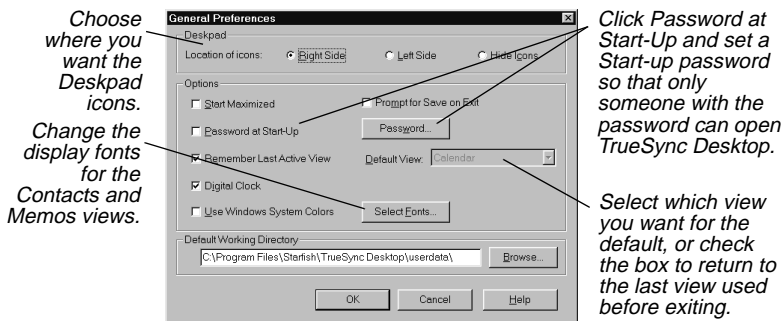 Choose
where you
want the
Deskpad
icons.
Change the
display fonts
for the
Contacts and
Memos views.
General Preferences
Deskpad
Location of icons: Right Side Left Side Hide Icons
Options
Start Maximized Prompt for Save on Exit
Password at Start-Up Password...
Remember Last Active View Default View: Calendar
Digital Clock
Use Windows System Colors Select Fonts...
Default Working Directory
C:\Program Files\Starfish\TrueSync Desktop\userdata\ Browse...
OK Cancel Help
Click Password at
Start-Up and set a
Start-up password
so that only
someone with the
password can open
TrueSync Desktop.
Select which view
you want for the
default, or check
the box to return to
the last view used
before exiting.